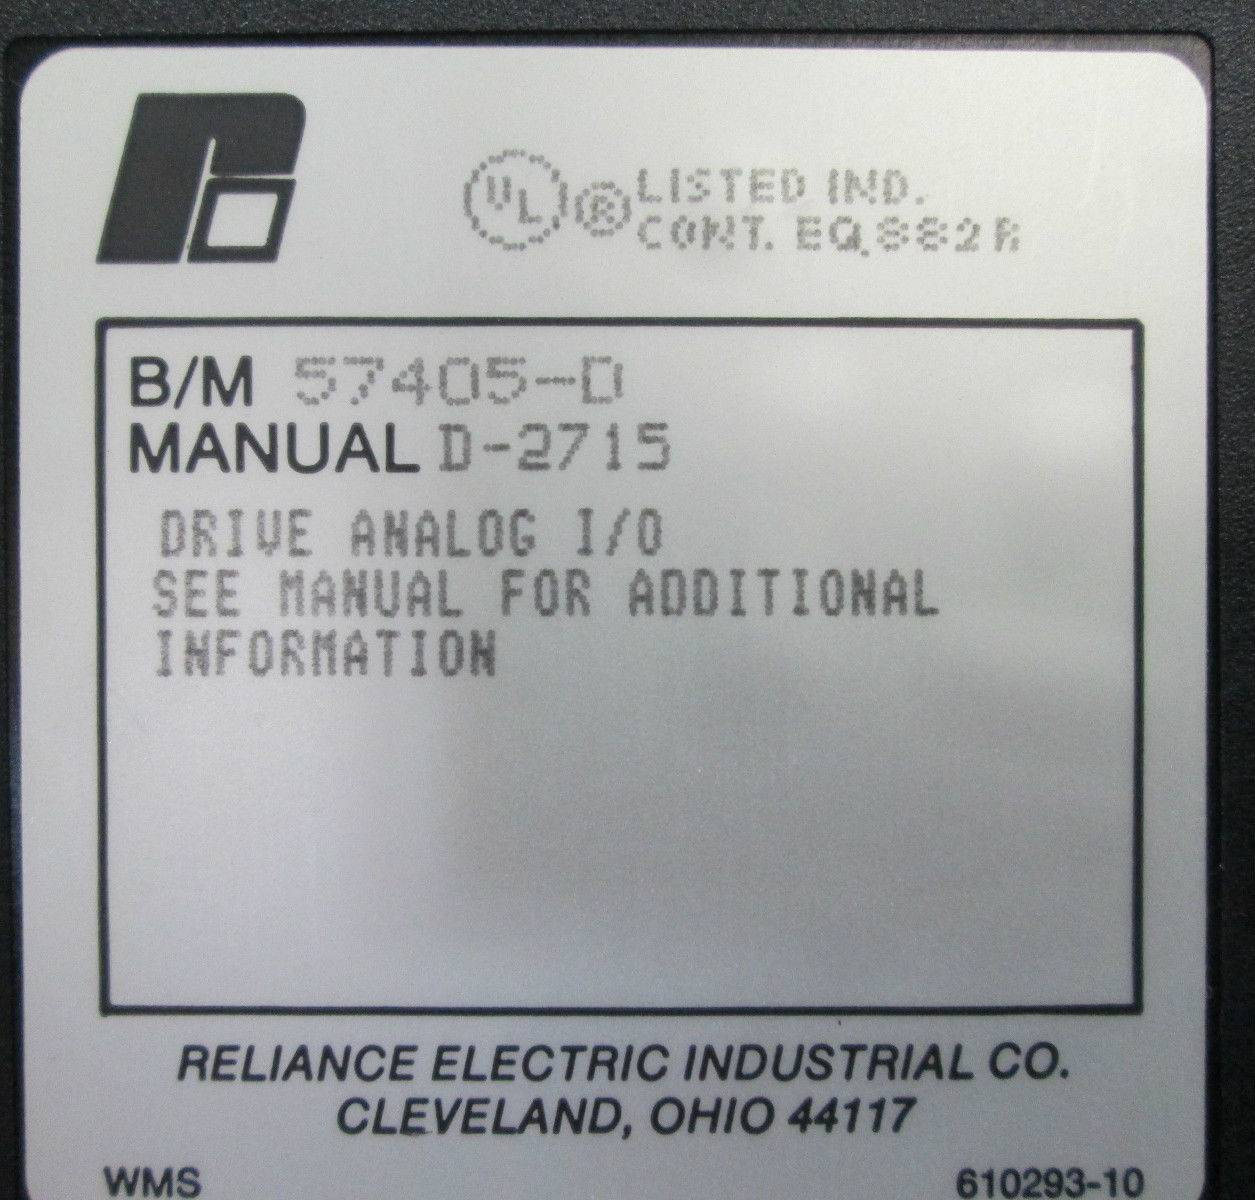 UL ® LISTED IND.
CONT. EQ. 882R
B/M 57405-D
MANUAL D-2715
DRIVE ANALOG I/O
SEE MANUAL FOR ADDITIONAL
INFORMATION
RELIANCE ELECTRIC INDUSTRIAL CO.
CLEVELAND, OHIO 44117
WMS 610293-10